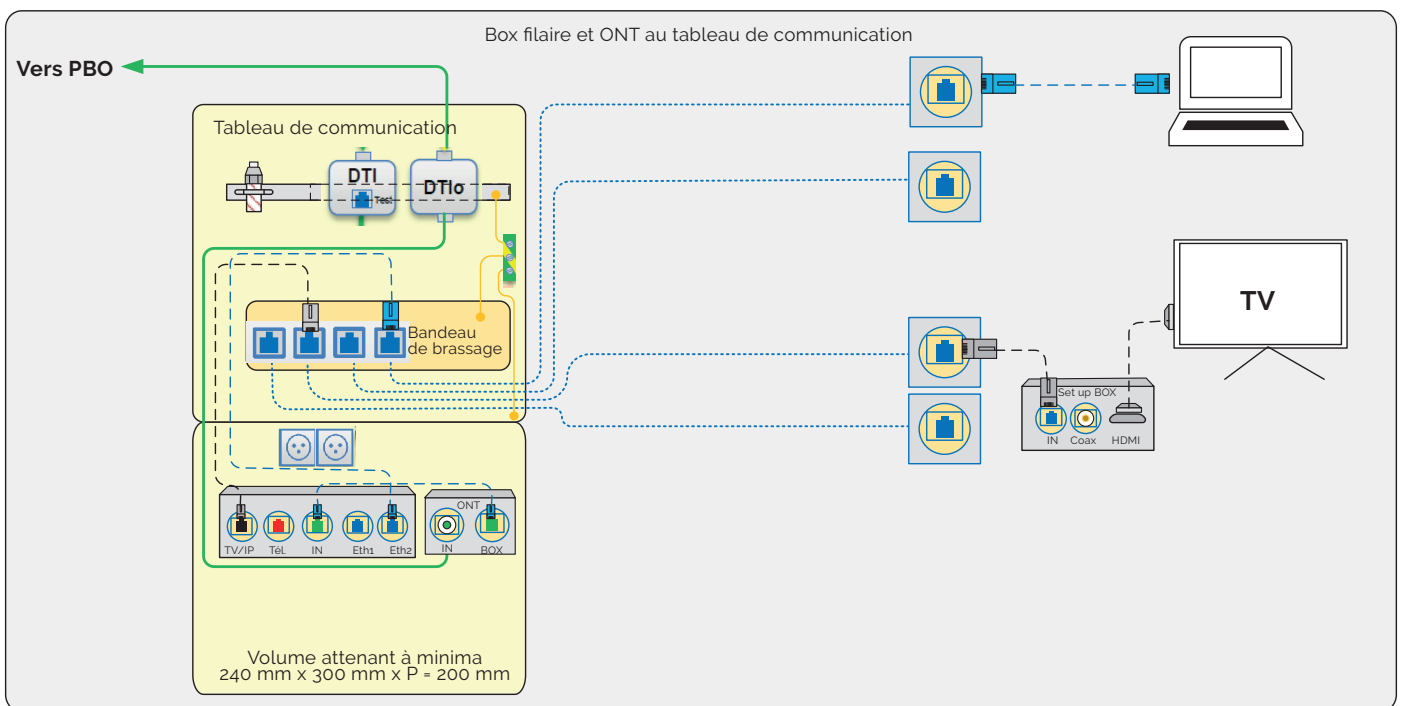 Box filaire et ONT au tableau de communication
Vers PBO
Tableau de communication
DTI
Test
DTIo
Bandeau
de brassage
TV
Set up BOX
IN
Coax
HDMI
ONT
TV/IP
Tél.
IN
Eth1
Eth2
IN
BOX
Volume attenant à minima
240 mm x 300 mm x P = 200 mm